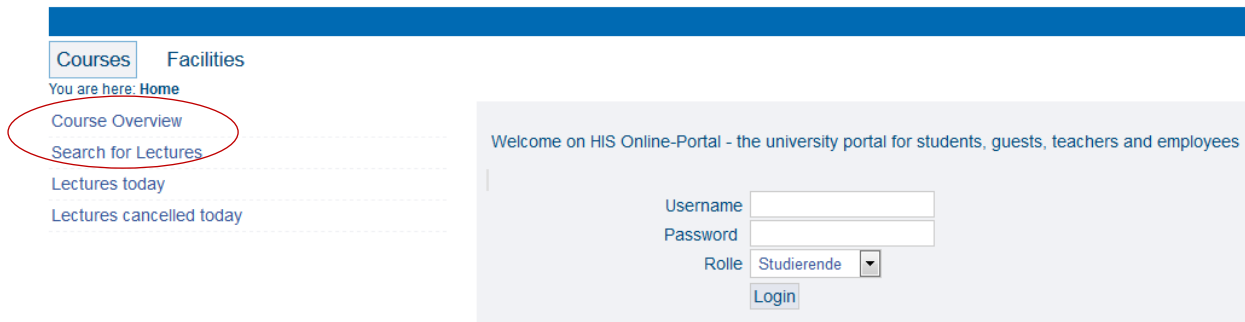 Courses Facilities
You are here: Home
Course Overview
Search for Lectures
Lectures today
Lectures cancelled today
Welcome on HIS Online-Portal - the university portal for students, guests, teachers and employees
Username
Password
Rolle Studierende
Login